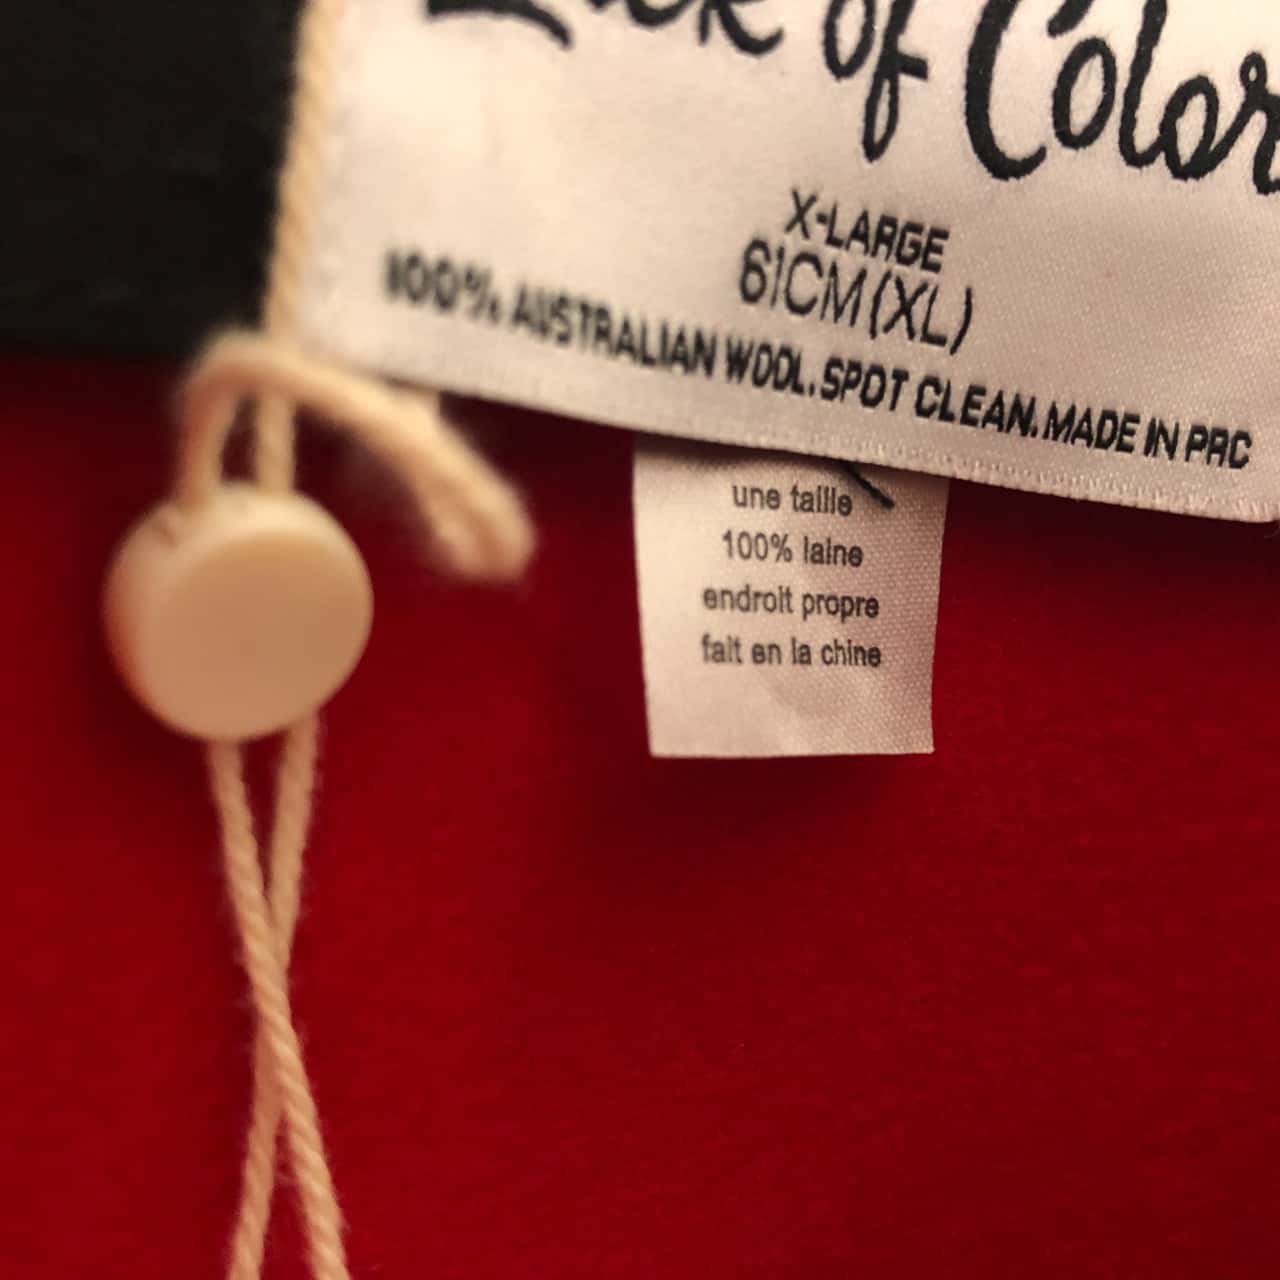 Lack of Color
X-LARGE
61CM(XL)
100% AUSTRALIAN WOOL. SPOT CLEAN. MADE IN PRC
une taille
100% laine
endroit propre
fait en la chine